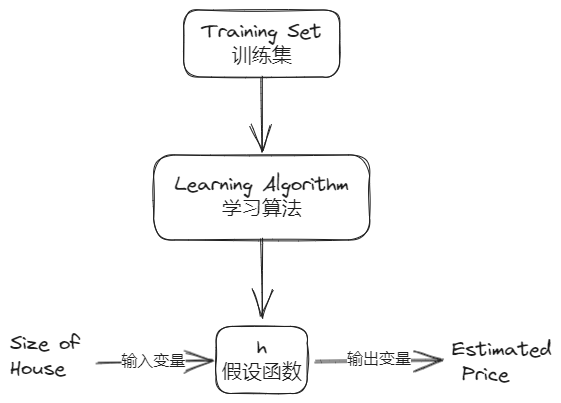 Training Set
训练集
Learning Algorithm
学习算法
Size of
House
输入变量
h
假设函数
输出变量
Estimated
Price